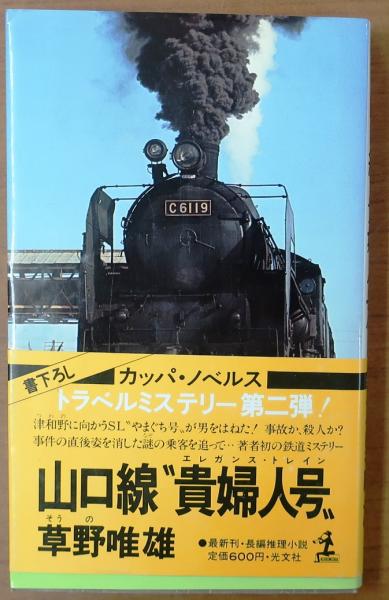 C6119
書下ろし
カッパ・ノベルス
トラベルミステリー第二弾!
つわの
津和野に向かうSL〝やまぐち号〟が男をはねた! 事故か、殺人か?
なぞ
事件の直後姿を消した謎の乗客を追って…著者初の鉄道ミステリー
エレガンス・トレイン
山口線〝貴婦人号〟
そうの
草野唯雄
●最新刊・長編推理小説
定価600円・光文社